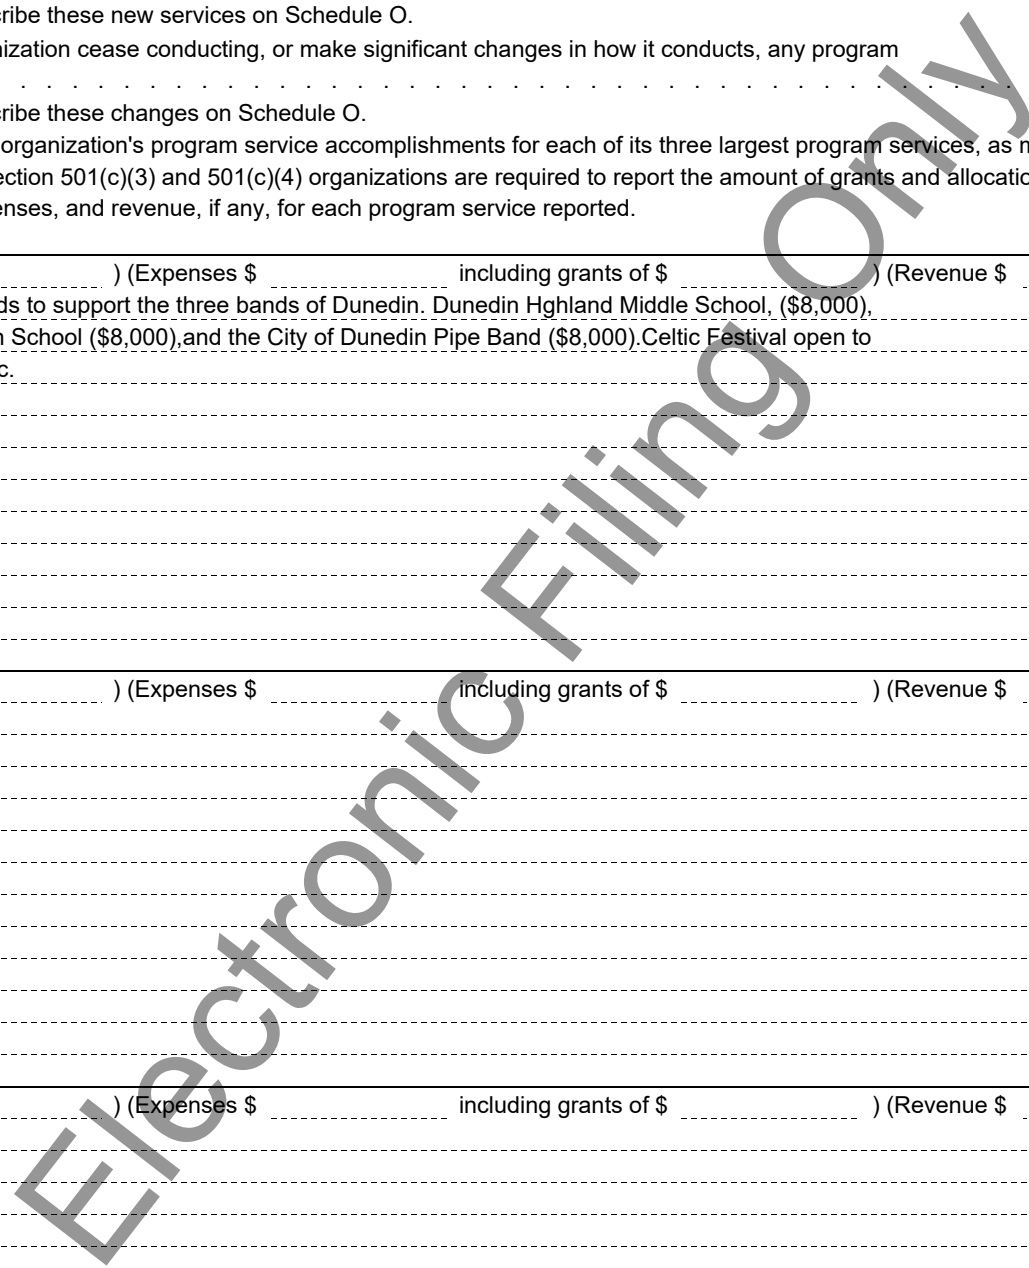 cribe these new services on Schedule O.
nization cease conducting, or make significant changes in how it conducts, any program
. . . . . . . . . . . . . . . . . . . . . . . . . . . . . . . . . . . . . . .
cribe these changes on Schedule O.
organization's program service accomplishments for each of its three largest program services, as m
ection 501(c)(3) and 501(c)(4) organizations are required to report the amount of grants and allocatio
enses, and revenue, if any, for each program service reported.
) (Expenses $ including grants of $ ) (Revenue $
ds to support the three bands of Dunedin. Dunedin Hghland Middle School, ($8,000),
n School ($8,000),and the City of Dunedin Pipe Band ($8,000).Celtic Festival open to
c.
) (Expenses $ including grants of $ ) (Revenue $
) (Expenses $ including grants of $ ) (Revenue $
Electronic Filing Only